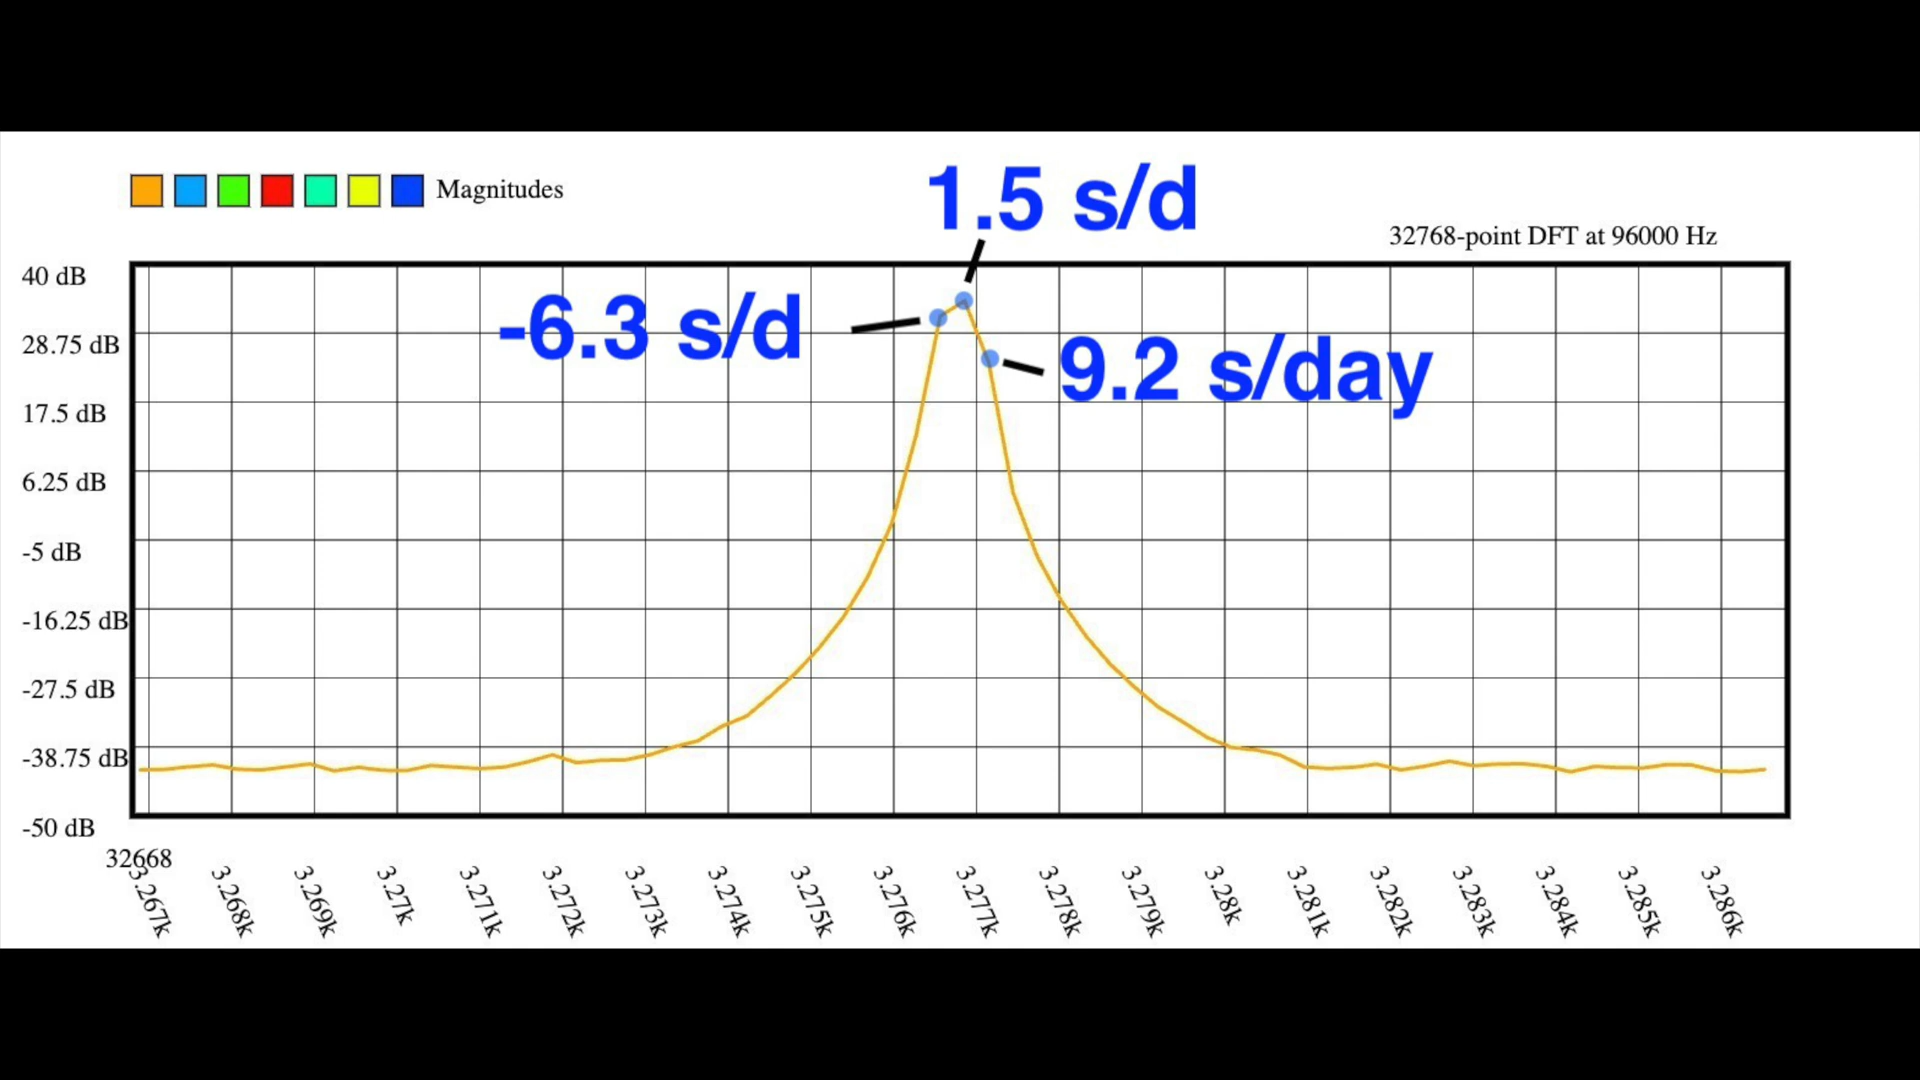 1.5 s/d
Magnitudes
32768-point DFT at 96000 Hz
40 dB
-6.3 s/d
28.75 dB
9.2 s/day
17.5 dB
6.25 dB
-5 dB
-16.25 dB
-27.5 dB
-38.75 dB
-50 dB
32668
3.267k
3.268k
3.269k
3.27k
3.271k
3.272k
3.273k
3.274k
3.275k
3.276k
3.277k
3.278k
3.279k
3.28k
3.281k
3.282k
3.283k
3.284k
3.285k
3.286k